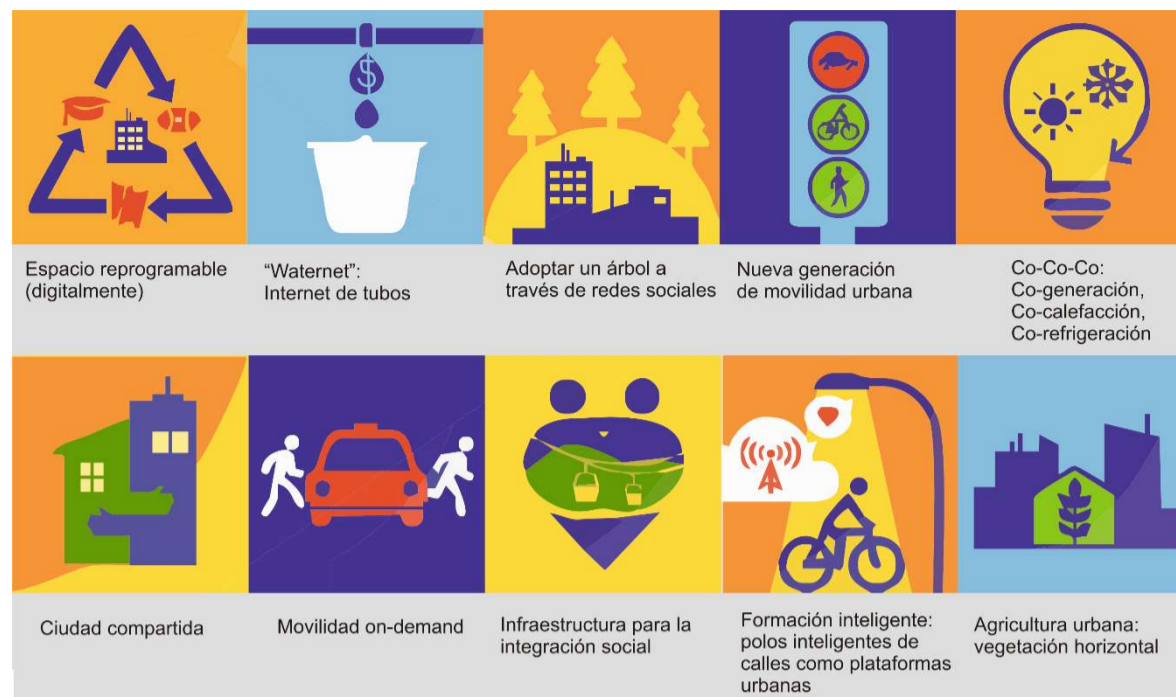 $
Espacio reprogramable
(digitalmente)
“Waternet”:
Internet de tubos
Adoptar un árbol a
través de redes sociales
Nueva generación
de movilidad urbana
Co-Co-Co:
Co-generación,
Co-calefacción,
Co-refrigeración
Ciudad compartida
Movilidad on-demand
Infraestructura para la
integración social
Formación inteligente:
polos inteligentes de
calles como plataformas
urbanas
Agricultura urbana:
vegetación horizontal